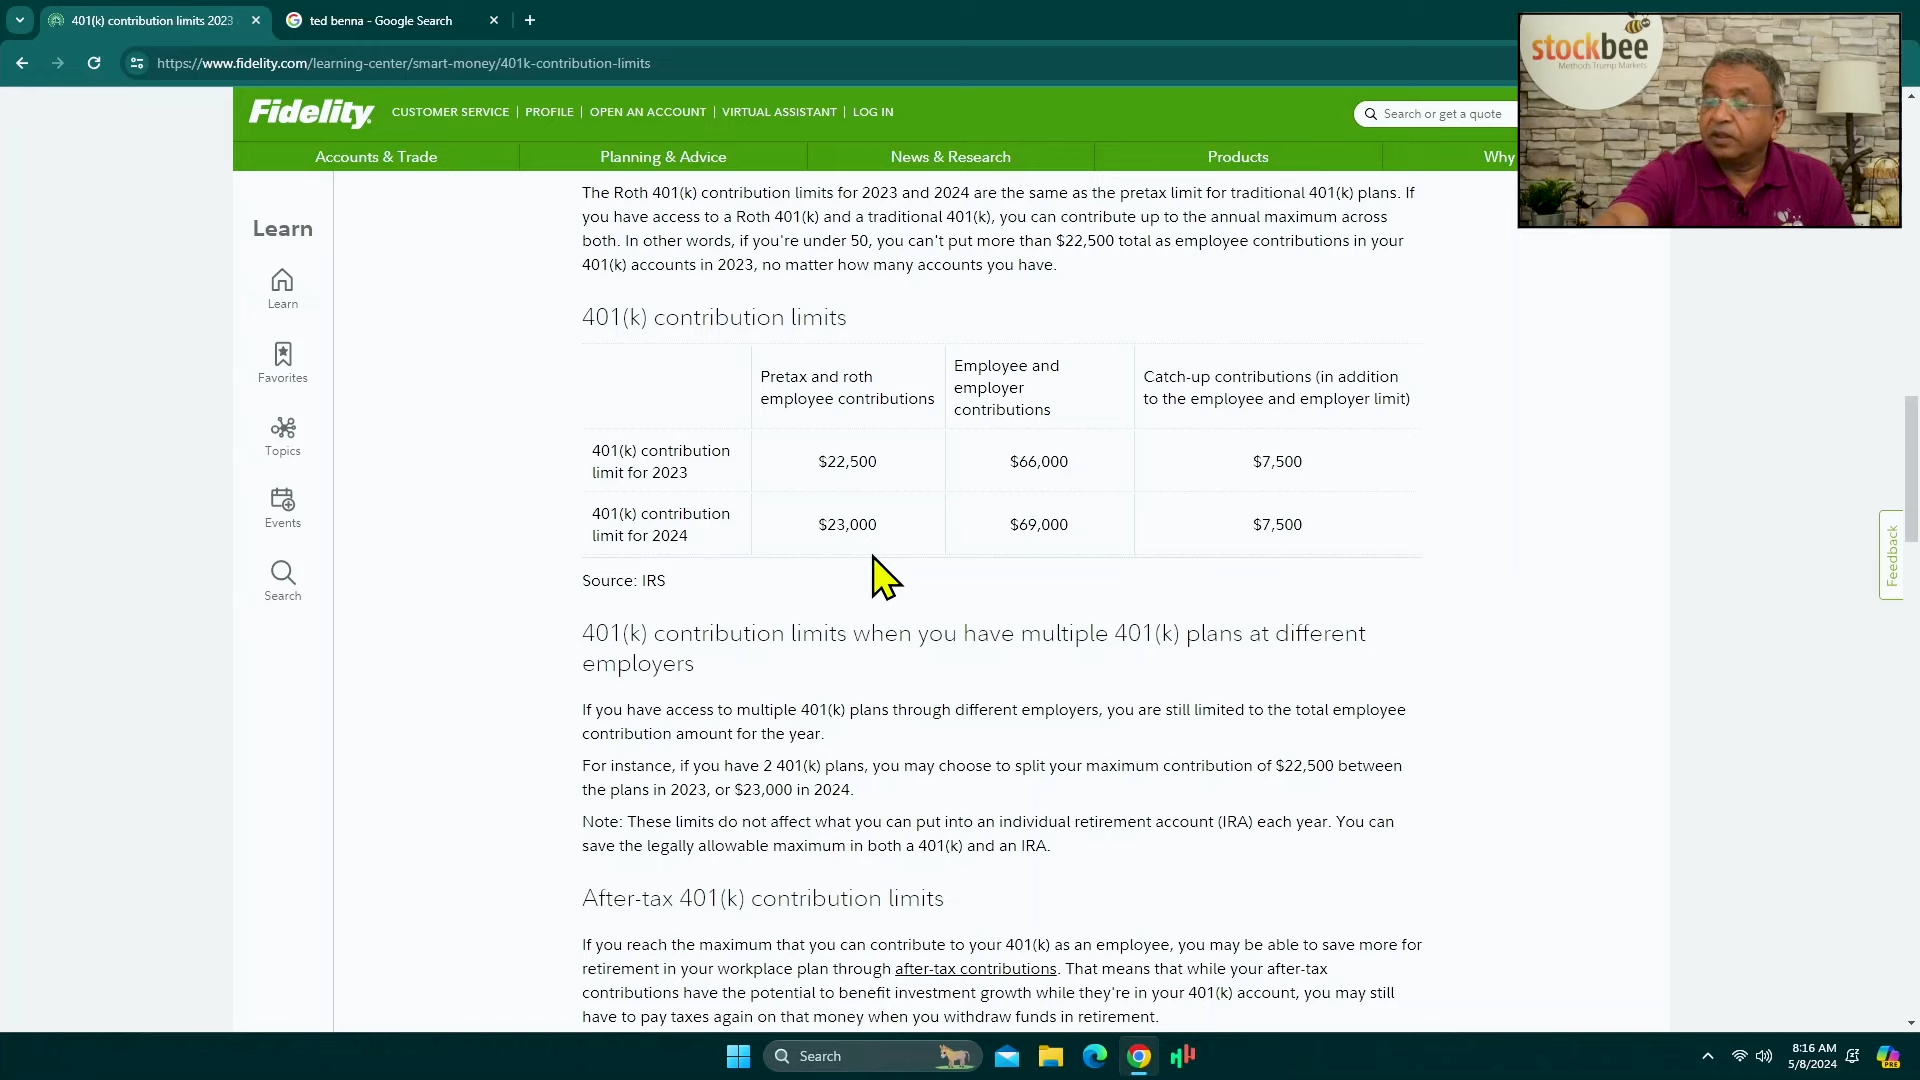 401(k) contribution limits 2023
ted benna - Google Search
https://www.fidelity.com/learning-center/smart-money/401k-contribution-limits
stockbee
Methods Trump Markets
Fidelity
CUSTOMER SERVICE | PROFILE | OPEN AN ACCOUNT | VIRTUAL ASSISTANT | LOG IN
Search or get a quote
Accounts & Trade
Planning & Advice
News & Research
Products
Why
Learn
Learn
Favorites
Topics
Events
Search
The Roth 401(k) contribution limits for 2023 and 2024 are the same as the pretax limit for traditional 401(k) plans. If
you have access to a Roth 401(k) and a traditional 401(k), you can contribute up to the annual maximum across
both. In other words, if you're under 50, you can't put more than $22,500 total as employee contributions in your
401(k) accounts in 2023, no matter how many accounts you have.
401(k) contribution limits
Pretax and roth
employee contributions
Employee and
employer
contributions
Catch-up contributions (in addition
to the employee and employer limit)
401(k) contribution
limit for 2023
$22,500
$66,000
$7,500
401(k) contribution
limit for 2024
$23,000
$69,000
$7,500
Source: IRS
401(k) contribution limits when you have multiple 401(k) plans at different
employers
If you have access to multiple 401(k) plans through different employers, you are still limited to the total employee
contribution amount for the year.
For instance, if you have 2 401(k) plans, you may choose to split your maximum contribution of $22,500 between
the plans in 2023, or $23,000 in 2024.
Note: These limits do not affect what you can put into an individual retirement account (IRA) each year. You can
save the legally allowable maximum in both a 401(k) and an IRA.
After-tax 401(k) contribution limits
If you reach the maximum that you can contribute to your 401(k) as an employee, you may be able to save more for
retirement in your workplace plan through after-tax contributions. That means that while your after-tax
contributions have the potential to benefit investment growth while they're in your 401(k) account, you may still
have to pay taxes again on that money when you withdraw funds in retirement.
Feedback
Search
8:16 AM
5/8/2024
PRE